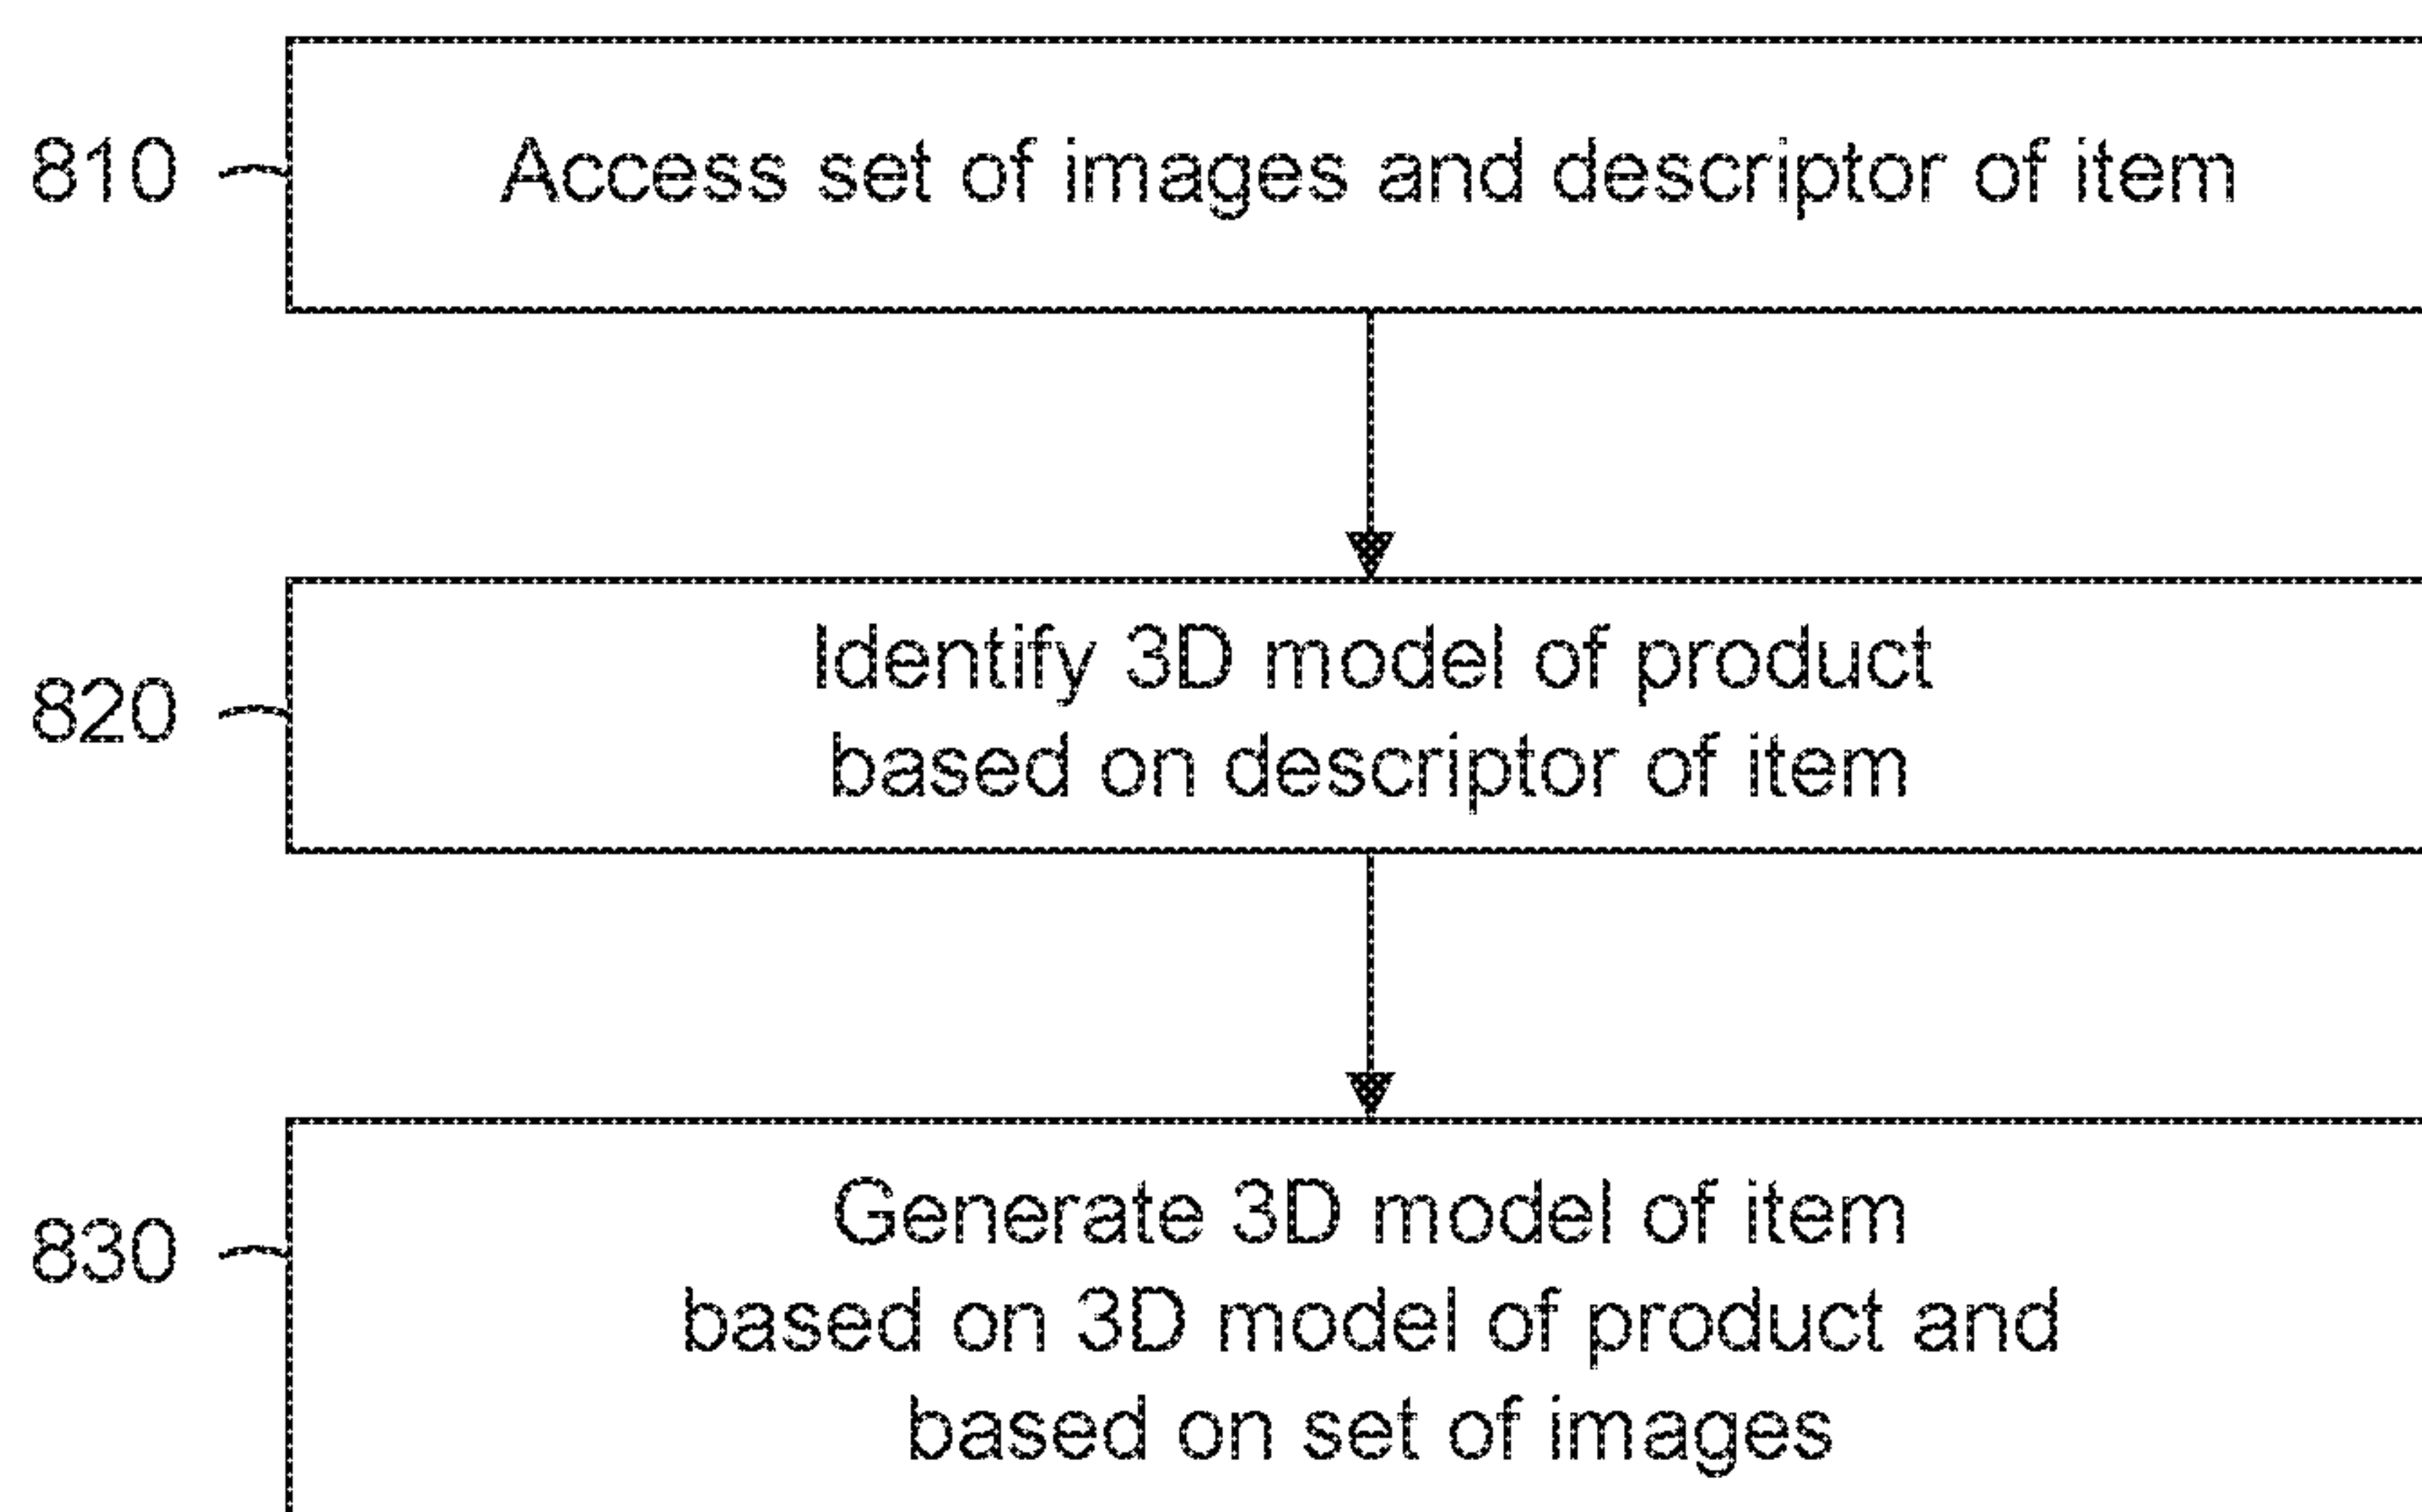 810
Access set of images and descriptor of item
820
Identify 3D model of product
based on descriptor of item
830
Generate 3D model of item
based on 3D model of product and
based on set of images